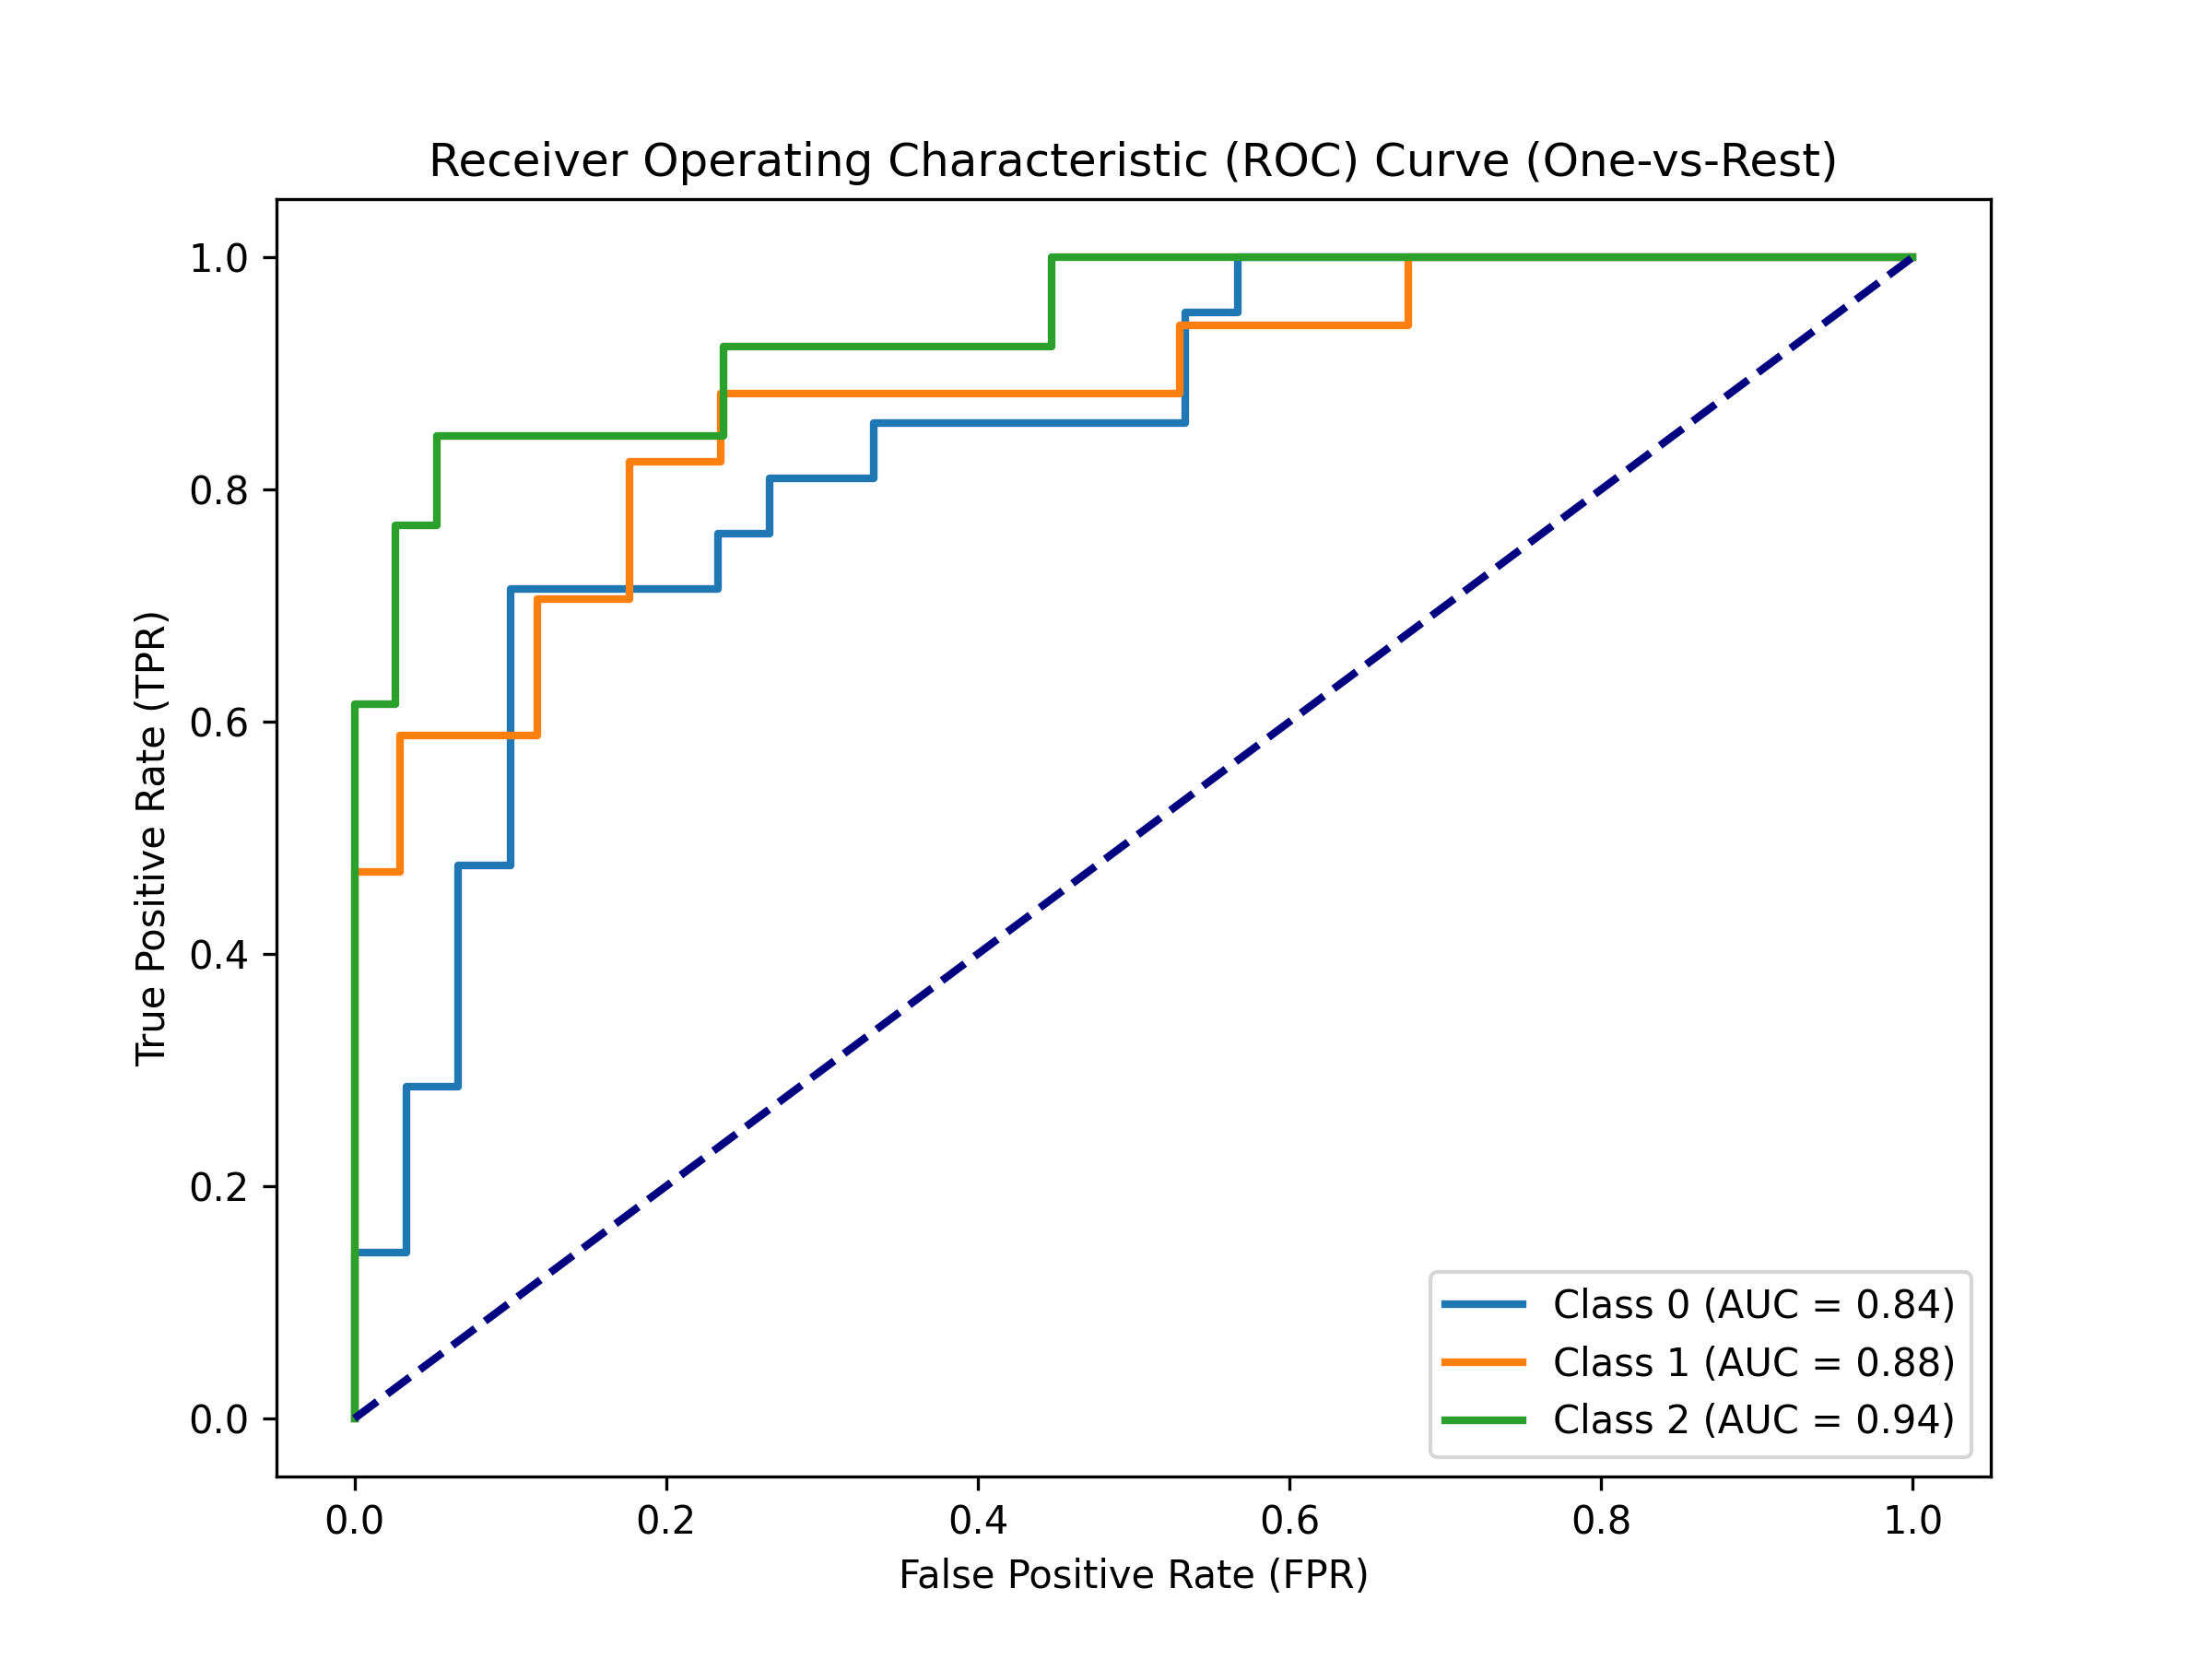 Receiver Operating Characteristic (ROC) Curve (One-vs-Rest)
1.0
0.8
0.6
0.4
0.2
0.0
True Positive Rate (TPR)
Class 0 (AUC = 0.84)
Class 1 (AUC = 0.88)
Class 2 (AUC = 0.94)
0.0 0.2 0.4 0.6 0.8 1.0
False Positive Rate (FPR)